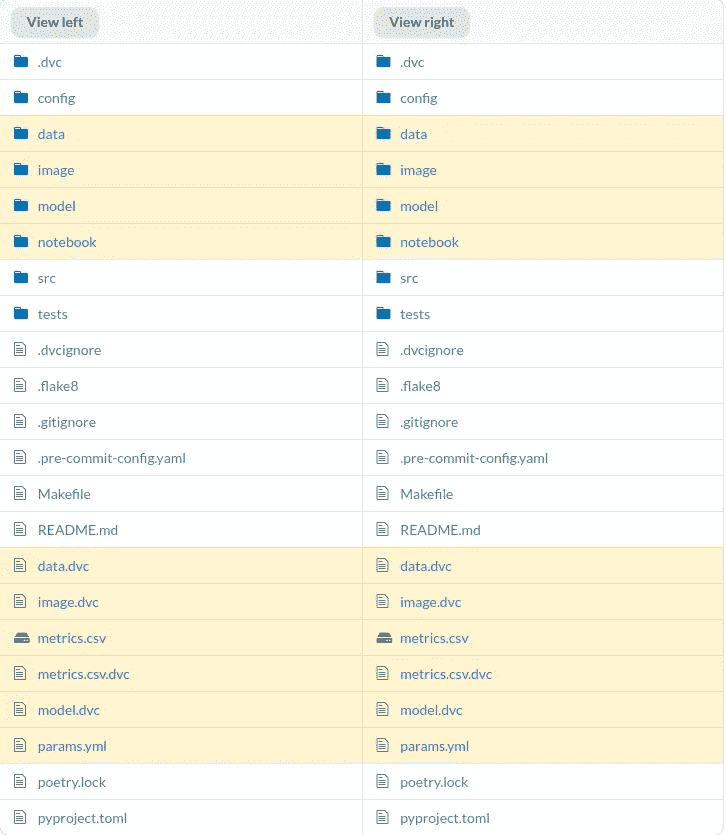 View left View right
.dvc .dvc
config config
data data
image image
model model
notebook notebook
src src
tests tests
.dvcignore .dvcignore
.flake8 .flake8
.gitignore .gitignore
.pre-commit-config.yaml .pre-commit-config.yaml
Makefile Makefile
README.md README.md
data.dvc data.dvc
image.dvc image.dvc
metrics.csv metrics.csv
metrics.csv.dvc metrics.csv.dvc
model.dvc model.dvc
params.yml params.yml
poetry.lock poetry.lock
pyproject.toml pyproject.toml